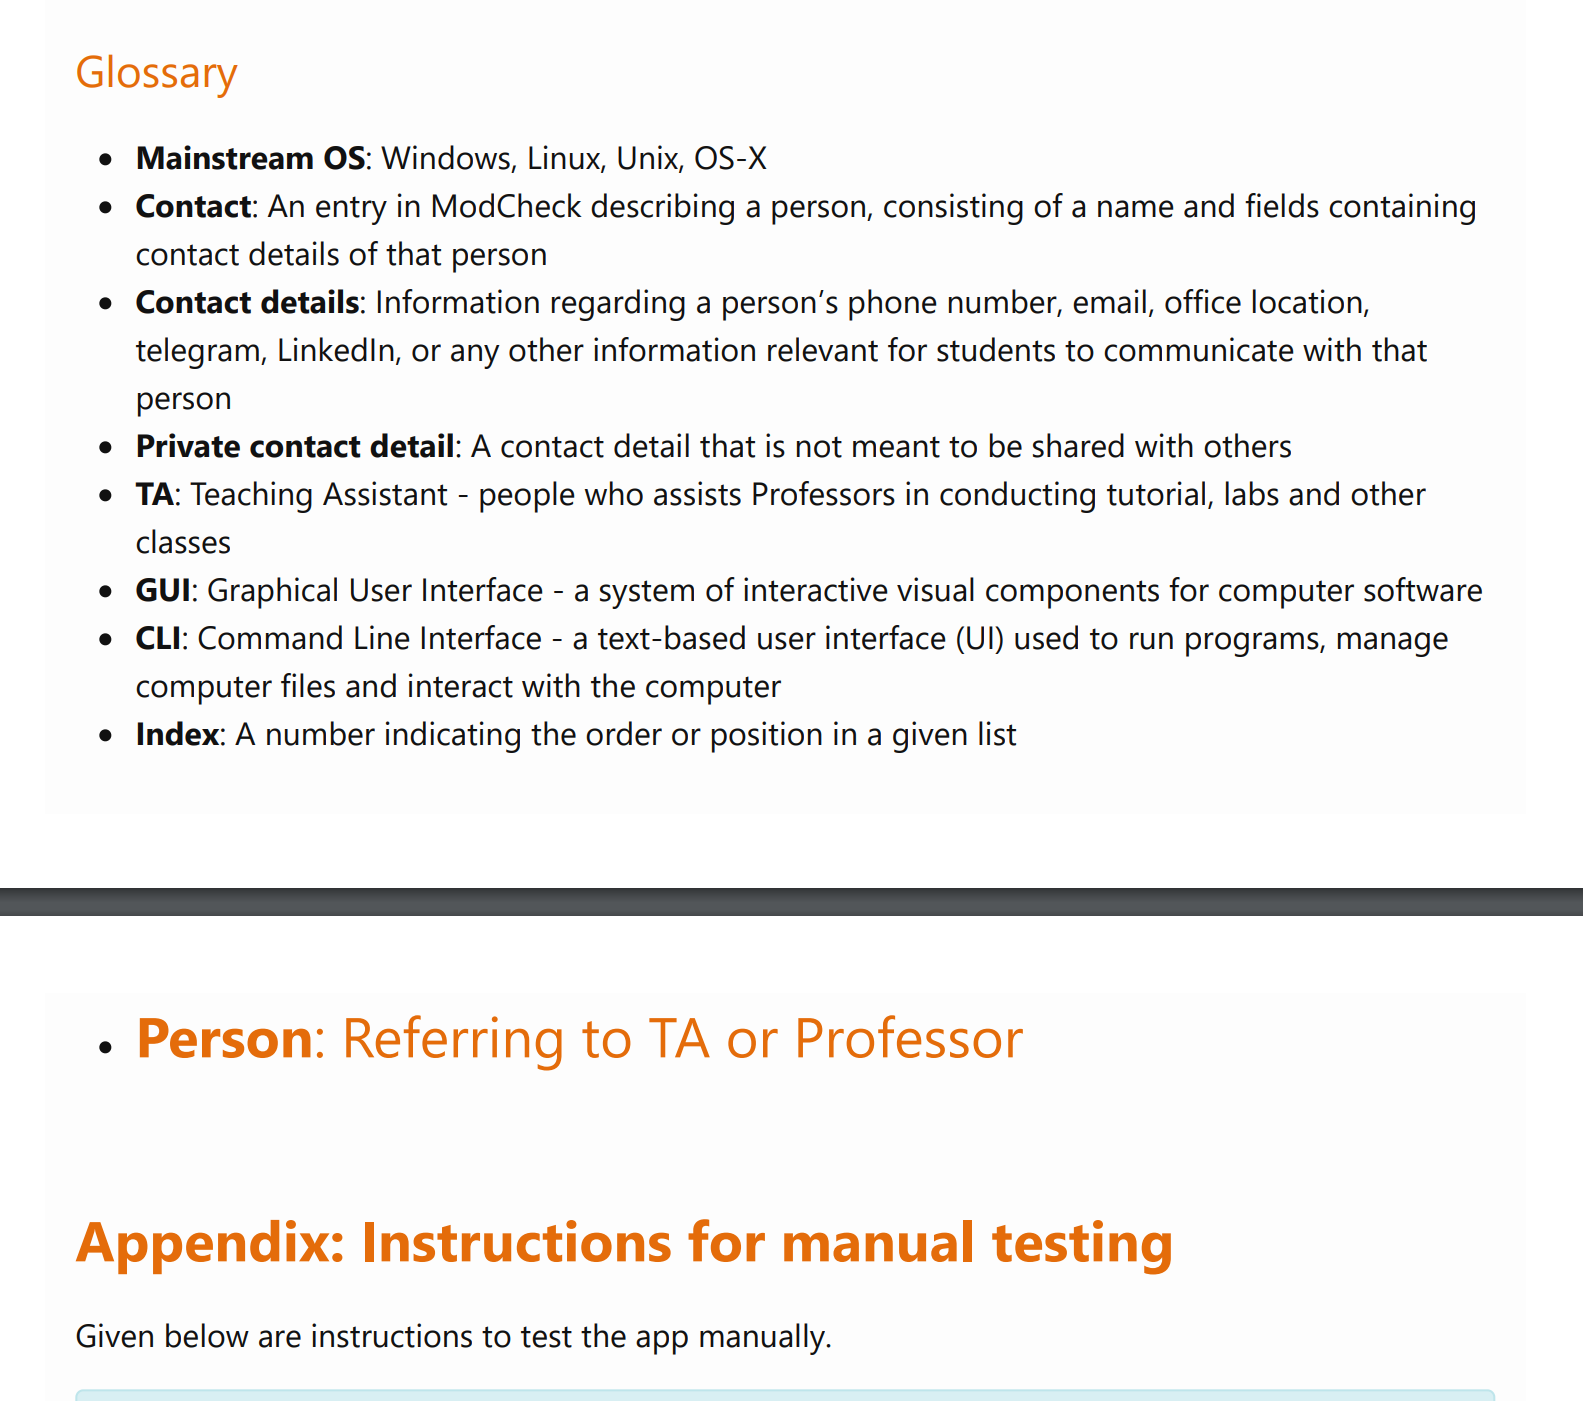 Glossary
• Mainstream OS: Windows, Linux, Unix, OS-X
• Contact: An entry in ModCheck describing a person, consisting of a name and fields containing
contact details of that person
• Contact details: Information regarding a person’s phone number, email, office location,
telegram, LinkedIn, or any other information relevant for students to communicate with that
person
• Private contact detail: A contact detail that is not meant to be shared with others
• TA: Teaching Assistant - people who assists Professors in conducting tutorial, labs and other
classes
• GUI: Graphical User Interface - a system of interactive visual components for computer software
• CLI: Command Line Interface - a text-based user interface (UI) used to run programs, manage
computer files and interact with the computer
• Index: A number indicating the order or position in a given list
• Person: Referring to TA or Professor
Appendix: Instructions for manual testing
Given below are instructions to test the app manually.